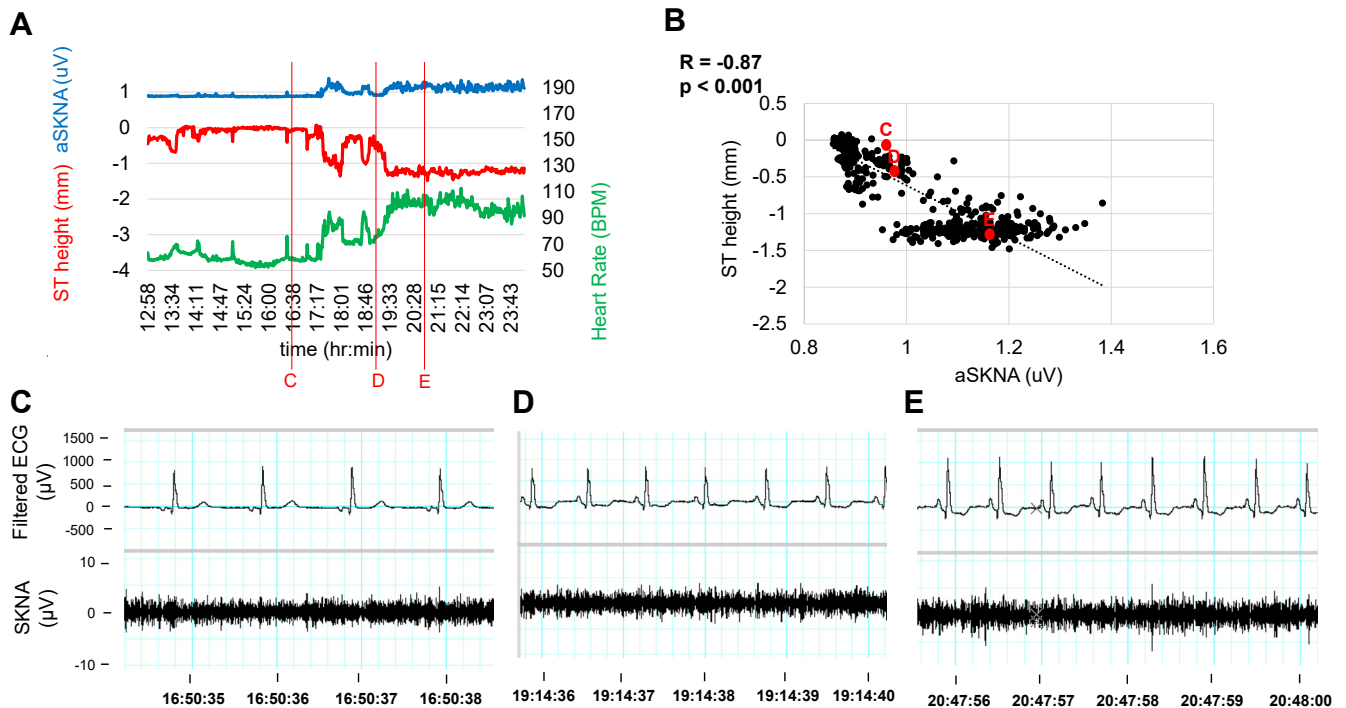 A
B
aSKNA (uV)
ST height (mm)
1
0
-1
-2
-3
-4
190
170
150
130
110
90
70
50
Heart Rate (BPM)
12:58
13:34
14:11
14:47
15:24
16:00
16:38
17:17
18:01
18:46
19:33
20:28
21:15
22:14
23:07
23:43
time (hr:min)
C
D
E
R = -0.87
p < 0.001
ST height (mm)
0.5
0
-0.5
-1
-1.5
-2
-2.5
C
D
E
0.8
1
1.2
1.4
1.6
aSKNA (uV)
C
D
E
Filtered ECG
(μV)
1500
1000
500
0
-500
SKNA
(μV)
10
0
-10
16:50:35
16:50:36
16:50:37
16:50:38
19:14:36
19:14:37
19:14:38
19:14:39
19:14:40
20:47:56
20:47:57
20:47:58
20:47:59
20:48:00